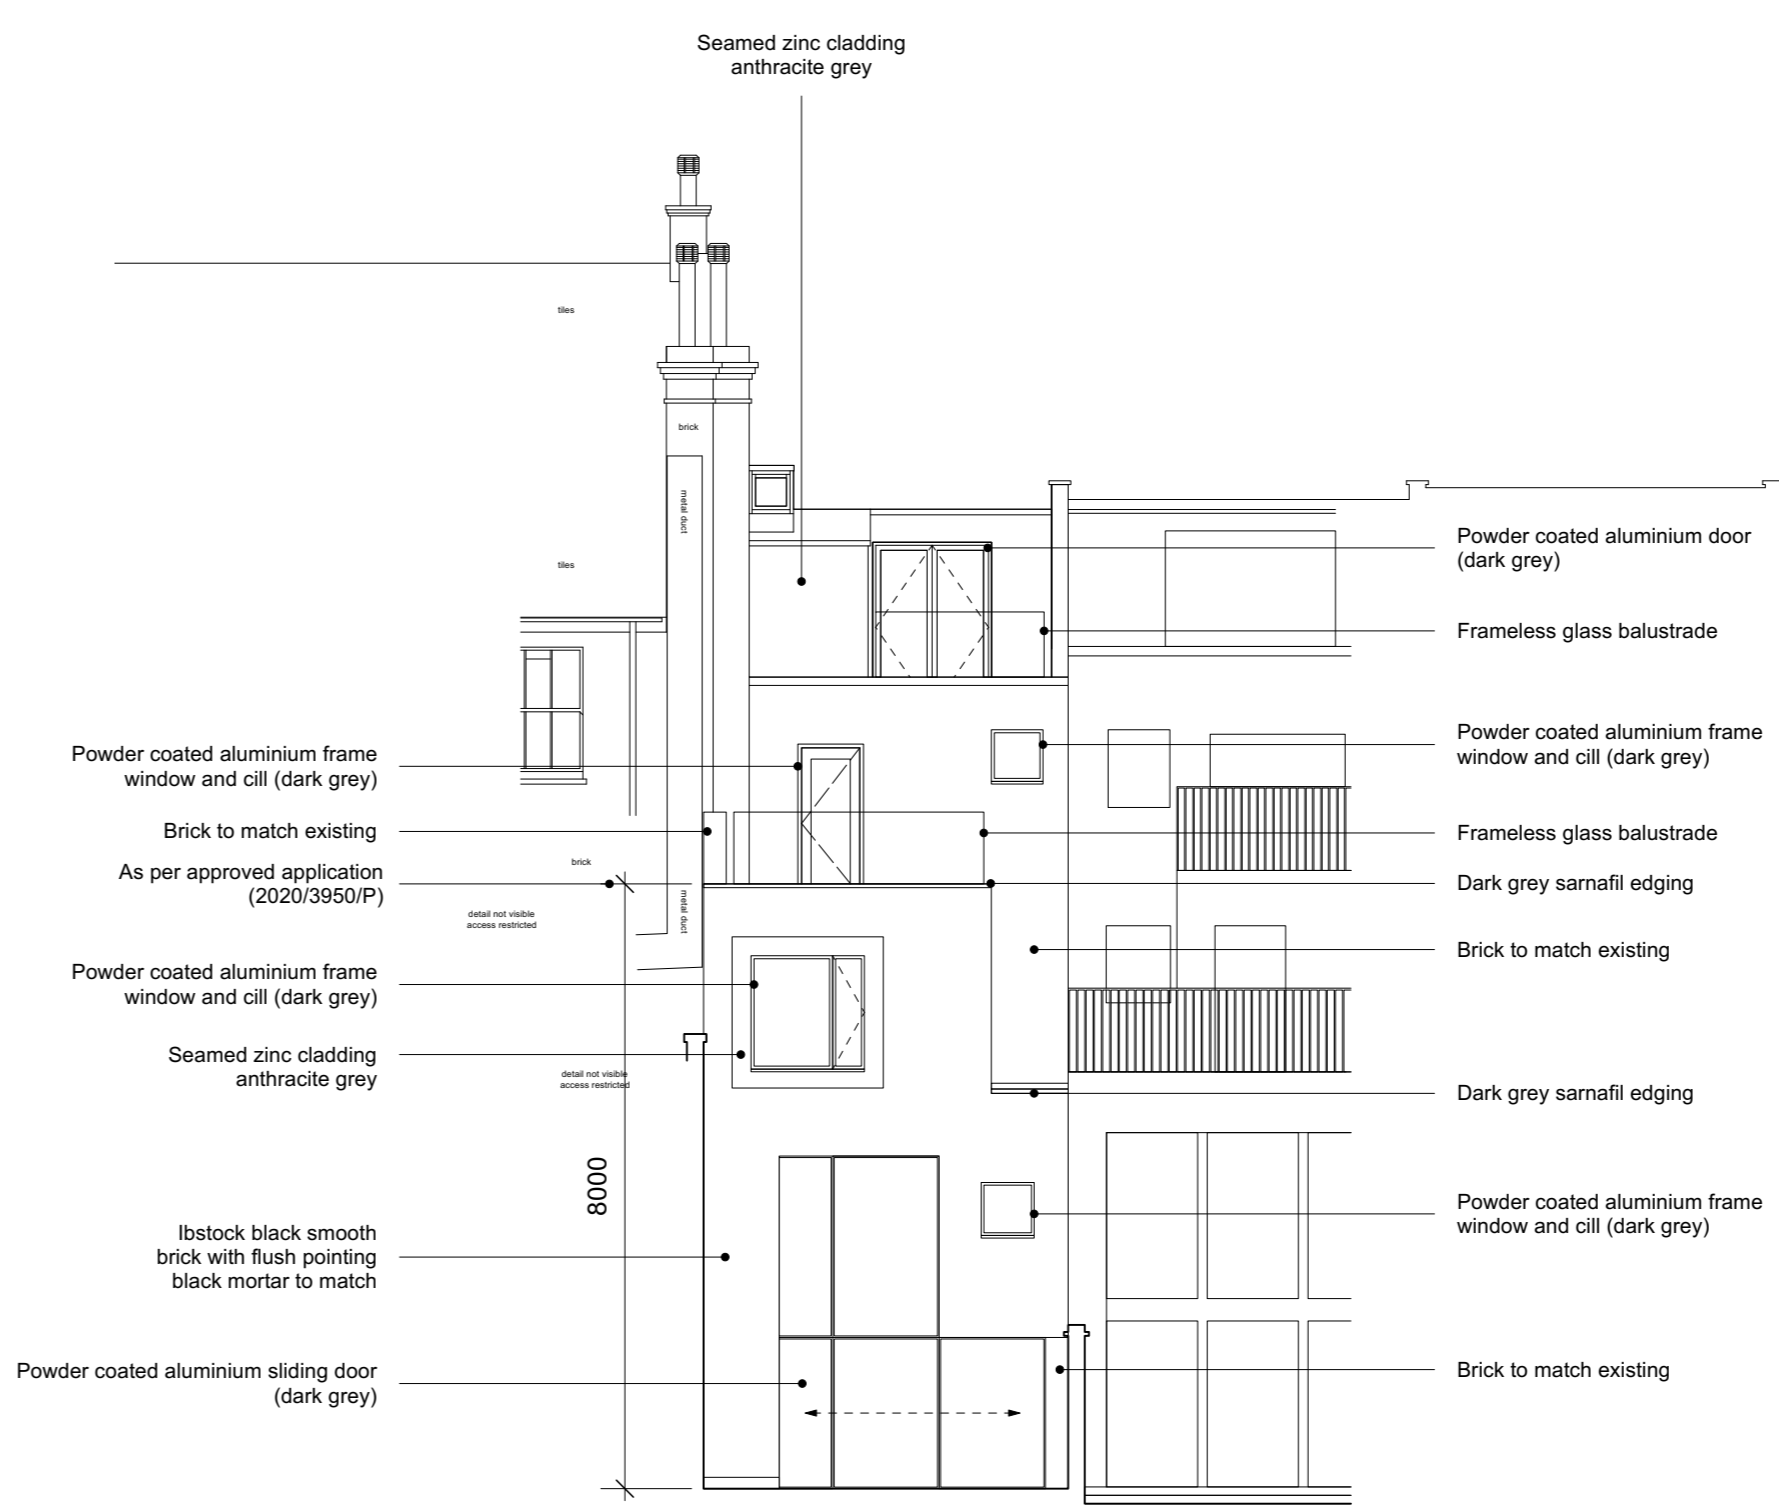 Seamed zinc cladding
anthracite grey
tiles
brick
metal duct
tiles
Powder coated aluminium door
(dark grey)
Frameless glass balustrade
Powder coated aluminium frame
window and cill (dark grey)
Powder coated aluminium frame
window and cill (dark grey)
Brick to match existing
Frameless glass balustrade
As per approved application
(2020/3950/P)
brick
Dark grey sarnafil edging
detail not visible
access restricted
metal duct
Brick to match existing
Powder coated aluminium frame
window and cill (dark grey)
Seamed zinc cladding
anthracite grey
detail not visible
access restricted
Dark grey sarnafil edging
8000
Powder coated aluminium frame
window and cill (dark grey)
Ibstock black smooth
brick with flush pointing
black mortar to match
Powder coated aluminium sliding door
(dark grey)
Brick to match existing